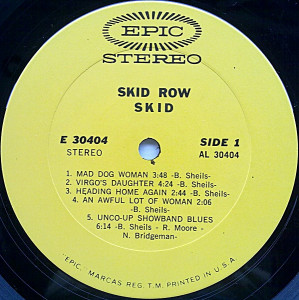 EPIC
STEREO
SKID ROW
SKID
E 30404
SIDE 1
STEREO
AL 30404
1. MAD DOG WOMAN 3:48 -B. Sheils-
2. VIRGO'S DAUGHTER 4:24 -B. Sheils-
3. HEADING HOME AGAIN 2:44 -B. Sheils-
4. AN AWFUL LOT OF WOMAN 2:06
-B. Sheils-
5. UNCO-UP SHOWBAND BLUES
6:14 -B. Sheils - R. Moore -
N. Bridgeman-
"EPIC, MARCAS REG. T.M. PRINTED IN U.S.A.